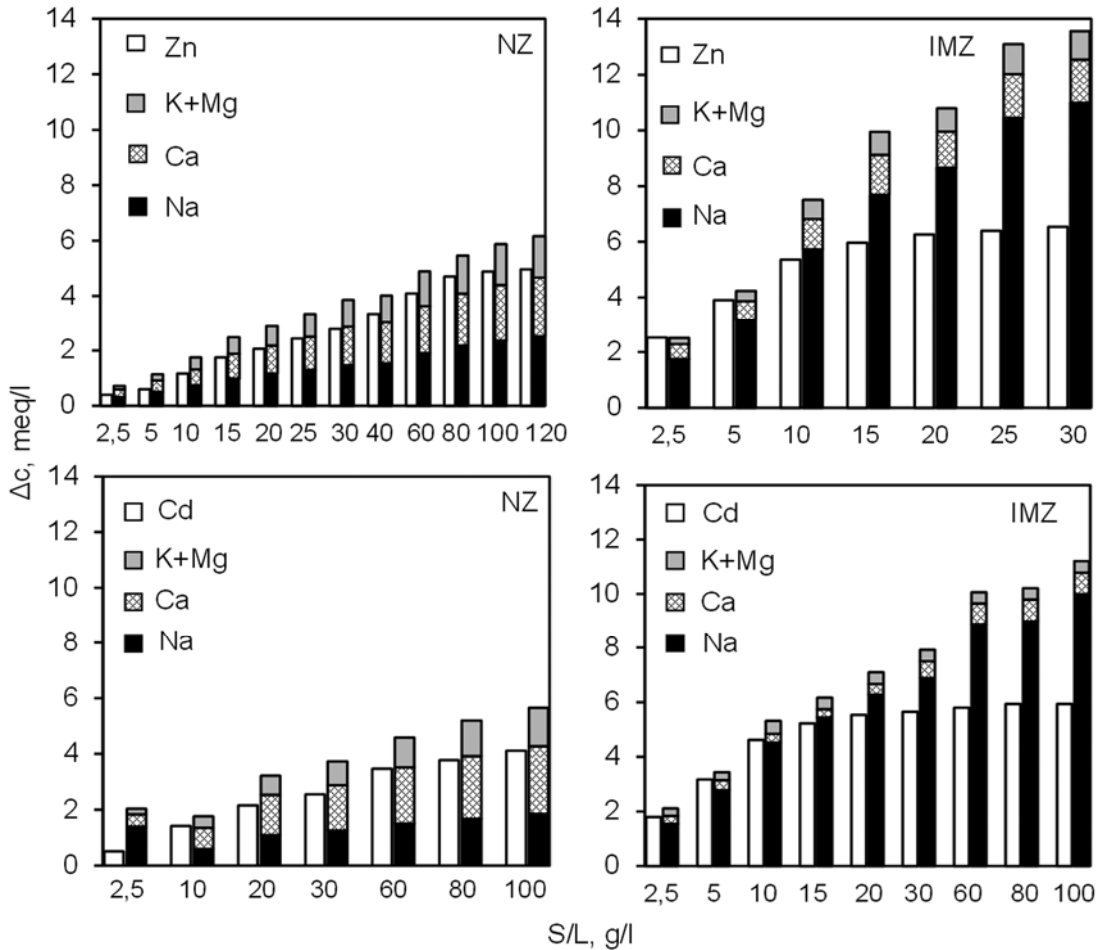 14
12
10
8
6
4
2
0
NZ
Zn
K+Mg
Ca
Na
2,5 5 10 15 20 25 30 40 60 80 100 120
14
12
10
8
6
4
2
0
IMZ
Zn
K+Mg
Ca
Na
2,5 5 10 15 20 25 30
Δc, meq/l
14
12
10
8
6
4
2
0
NZ
Cd
K+Mg
Ca
Na
2,5 10 20 30 60 80 100
14
12
10
8
6
4
2
0
IMZ
Cd
K+Mg
Ca
Na
2,5 5 10 15 20 30 60 80 100
S/L, g/l